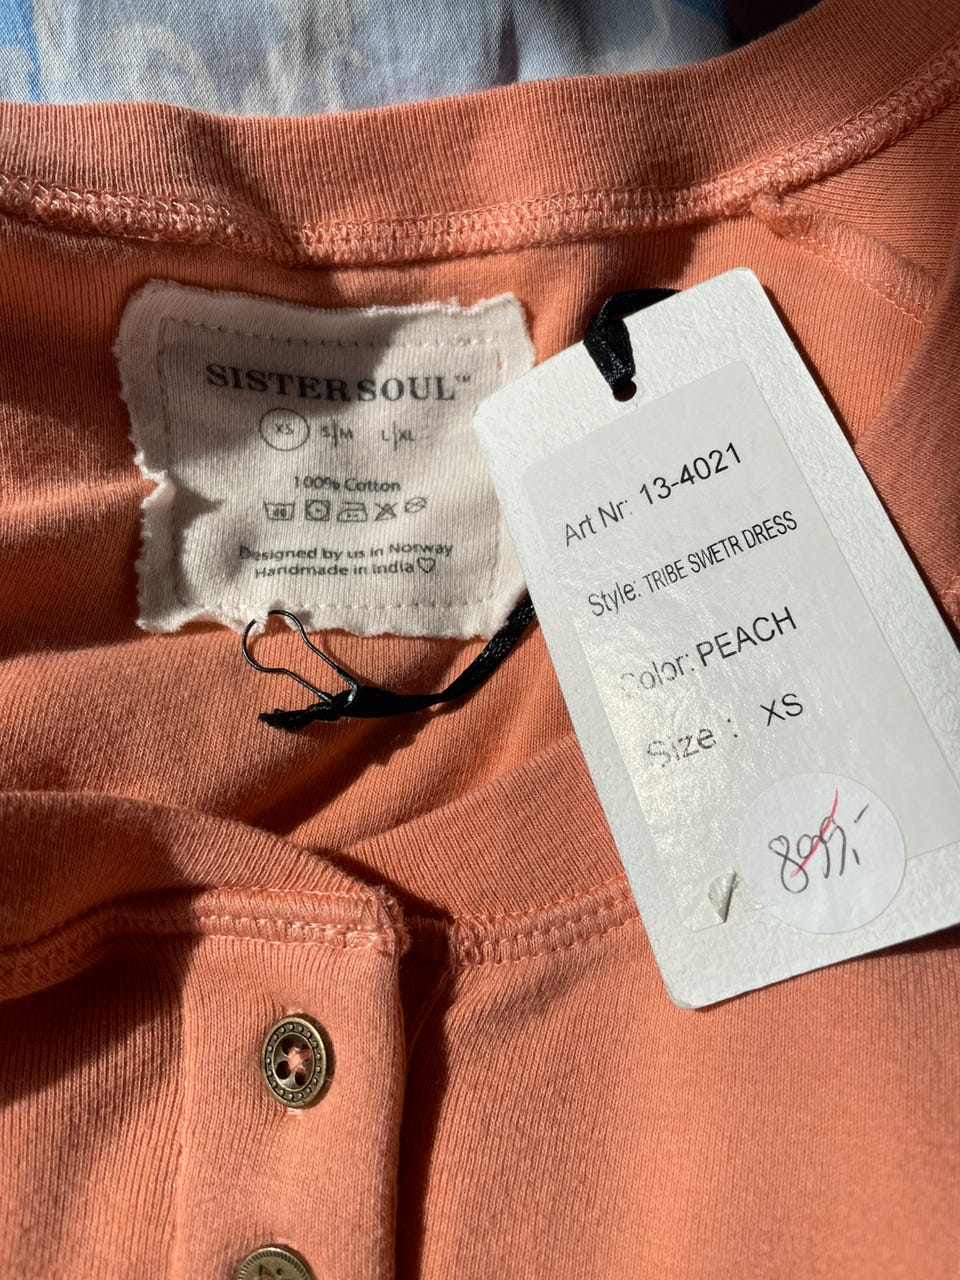 SISTERSOUL™
XS S/M L/XL
100% Cotton
Designed by us in Norway
Handmade in India♡
Art Nr: 13-4021
Style: TRIBE SWETR DRESS
Color: PEACH
Size : XS
899,-